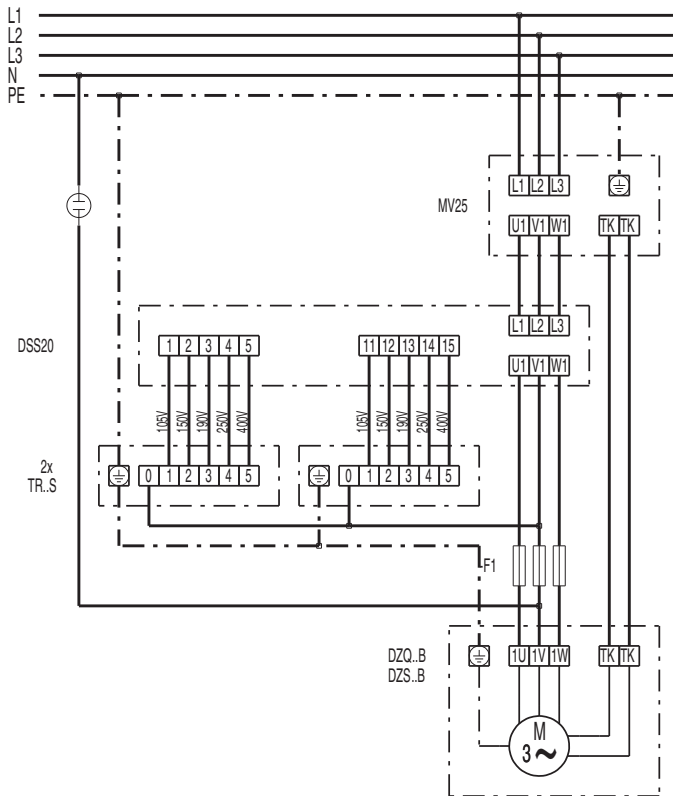 L1
L2
L3
N
PE
L1 L2 L3
MV25
U1 V1 W1 TK TK
L1 L2 L3
DSS20
1 2 3 4 5 11 12 13 14 15
U1 V1 W1
105V 150V 190V 250V 400V 105V 150V 190V 250V 400V
2x
TR..S
0 1 2 3 4 5 0 1 2 3 4 5
F1
DZQ..B
DZS..B
1U 1V 1W TK TK
M
3 ~